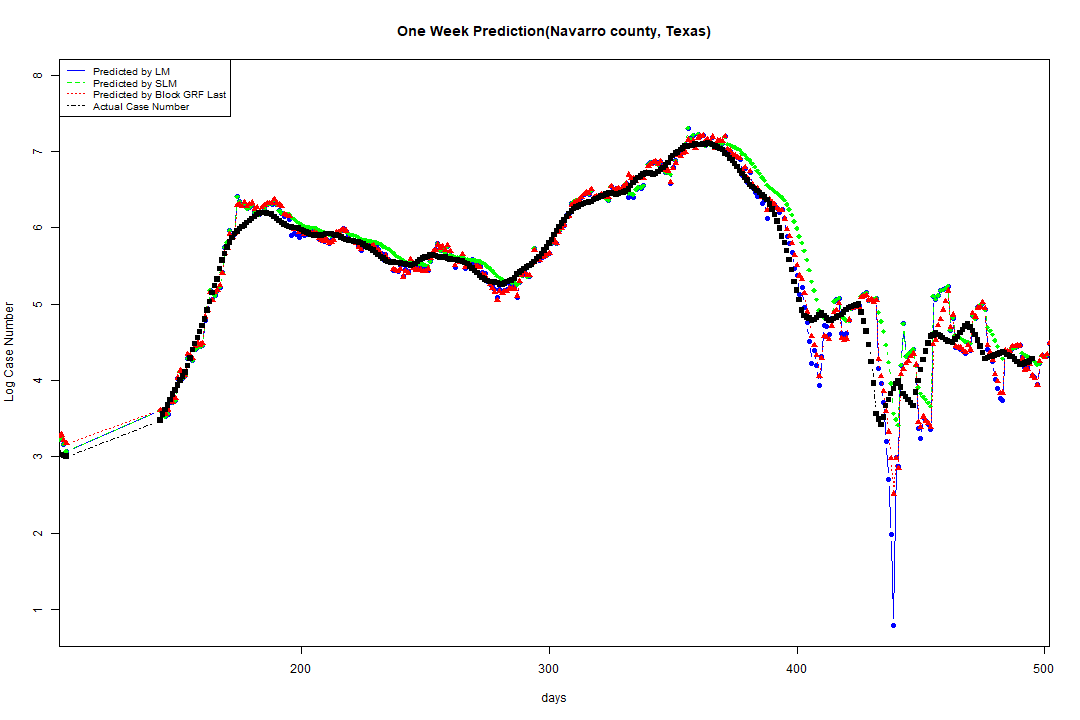 One Week Prediction(Navarro county, Texas)
Predicted by LM
Predicted by SLM
Predicted by Block GRF Last
Actual Case Number
8
7
6
5
4
3
2
1
Log Case Number
200
300
400
500
days